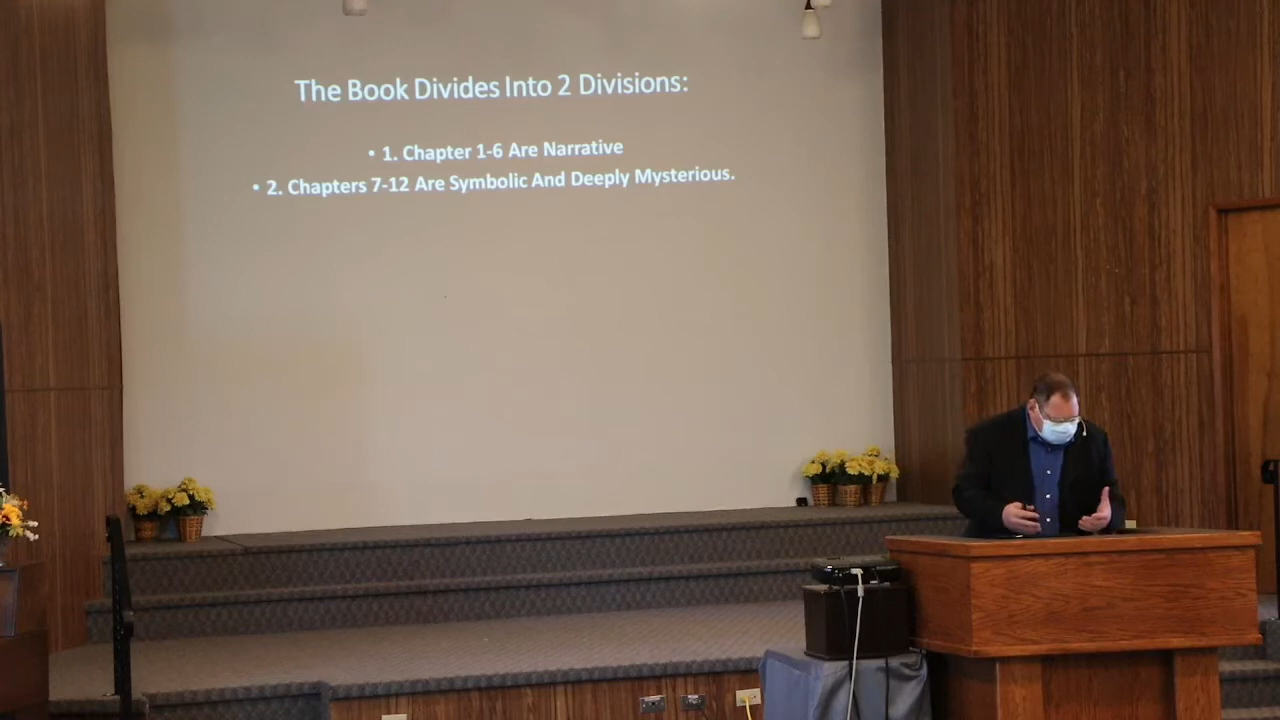 The Book Divides Into 2 Divisions:
• 1. Chapter 1-6 Are Narrative
• 2. Chapters 7-12 Are Symbolic And Deeply Mysterious.